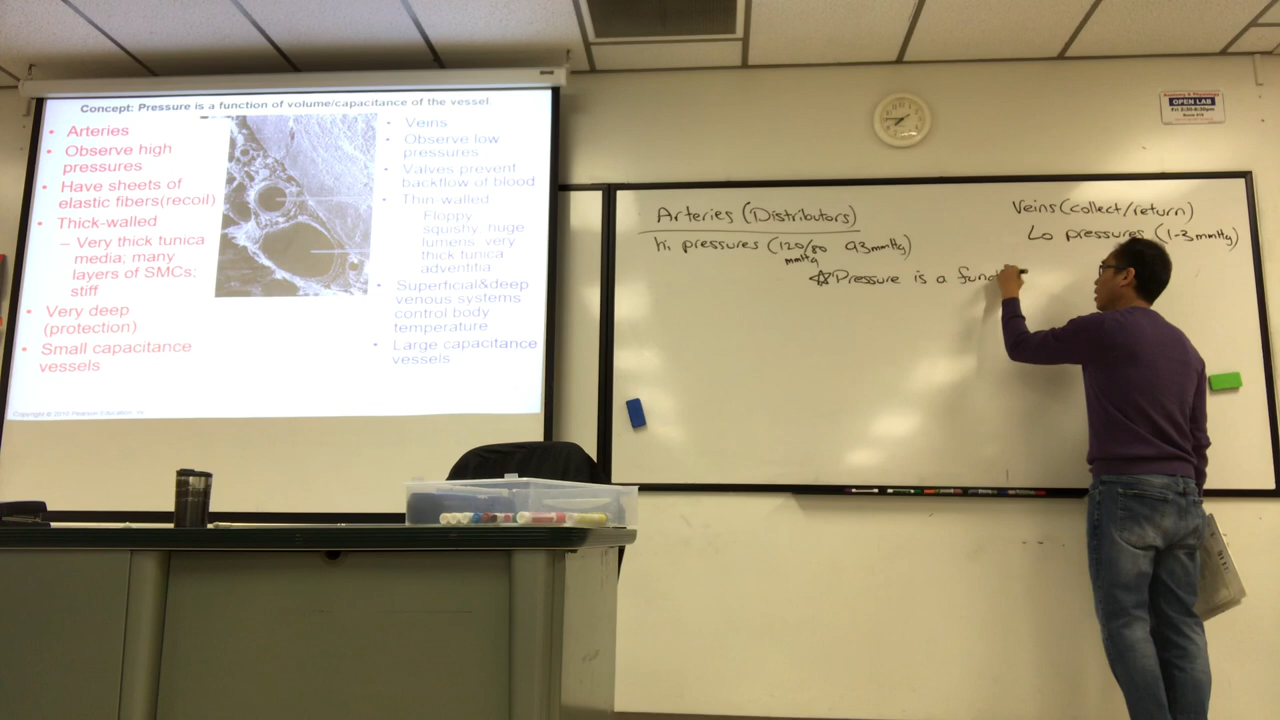 Concept: Pressure is a function of volume/capacitance of the vessel
• Arteries
• Observe high
pressures
• Have sheets of
elastic fibers(recoil)
• Thick-walled
– Very thick tunica
media; many
layers of SMCs;
stiff
• Very deep
(protection)
• Small capacitance
vessels
• Veins
• Observe low
pressures
• Valves prevent
backflow of blood
• Thin-walled
Floppy
squishy, huge
lumens, very
thick tunica
adventitia
• Superficial&deep
venous systems
control body
temperature
• Large capacitance
vessels
Arteries (Distributors)
hi pressures (120/80 93mmHg)
mmHg
Veins (collect/return)
Lo pressures (1-3mmHg)
☆Pressure is a func
Anatomy & Physiology
OPEN LAB